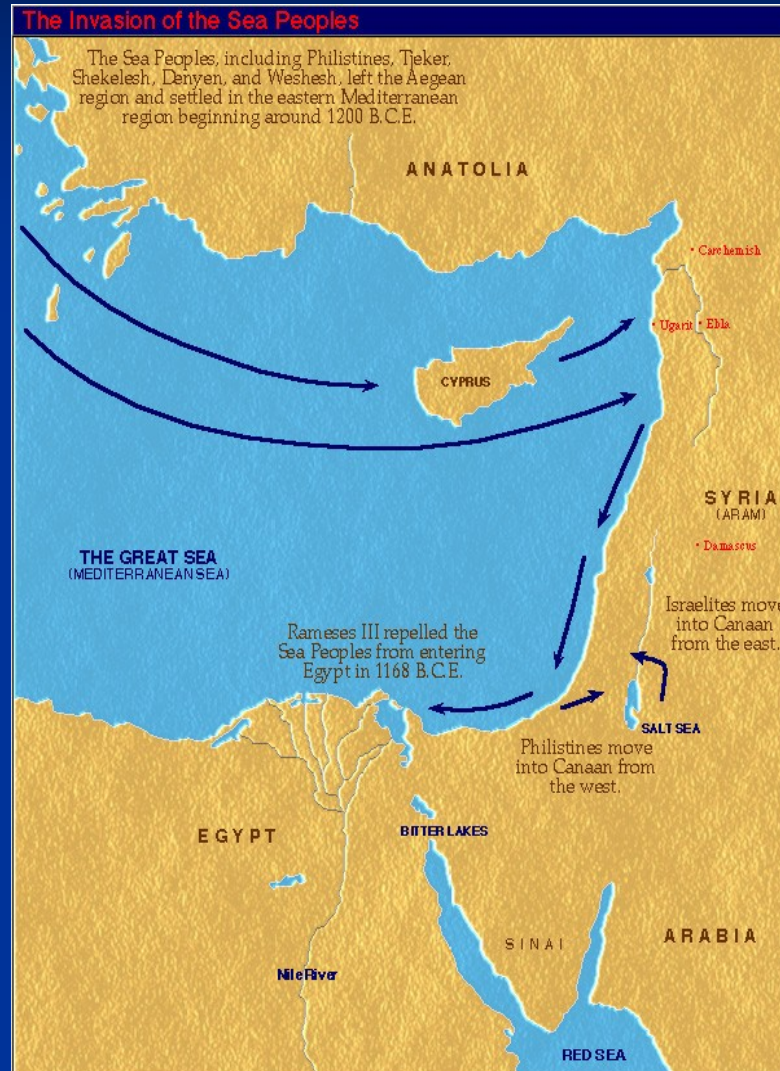 The Invasion of the Sea Peoples
The Sea Peoples, including Philistines, Tjeker,
Shekelesh, Denyen, and Weshesh, left the Aegean
region and settled in the eastern Mediterranean
region beginning around 1200 B.C.E.
ANATOLIA
Carchemish
Ugarit
Ebla
CYPRUS
SYRIA
(ARAM)
Damascus
THE GREAT SEA
(MEDITERRANEAN SEA)
Israelites move
into Canaan
from the east.
Rameses III repelled the
Sea Peoples from entering
Egypt in 1168 B.C.E.
SALT SEA
Philistines move
into Canaan from
the west.
EGYPT
BITTER LAKES
SINAI
ARABIA
Nile River
RED SEA